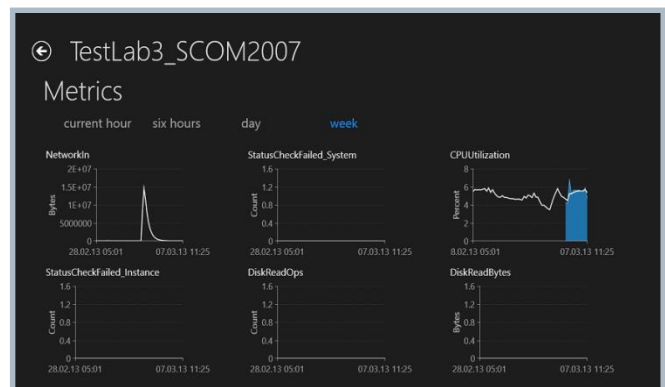 TestLab3_SCOM2007
Metrics
current hour six hours day week
NetworkIn
2E+07
1.5E+07
1E+07
5000000
0
Bytes
28.02.13 05:01 07.03.13 11:25
StatusCheckFailed_System
1.6
1.2
0.8
0.4
0
Count
28.02.13 05:01 07.03.13 11:25
CPUUtilization
8
6
4
2
0
Percent
8.02.13 05:01 07.03.13 11:25
StatusCheckFailed_Instance
1.6
1.2
0.8
0.4
0
Count
28.02.13 05:01 07.03.13 11:25
DiskReadOps
1.6
1.2
0.8
0.4
0
Count
28.02.13 05:01 07.03.13 11:25
DiskReadBytes
1.6
1.2
0.8
0.4
0
Bytes
28.02.13 05:01 07.03.13 11:25